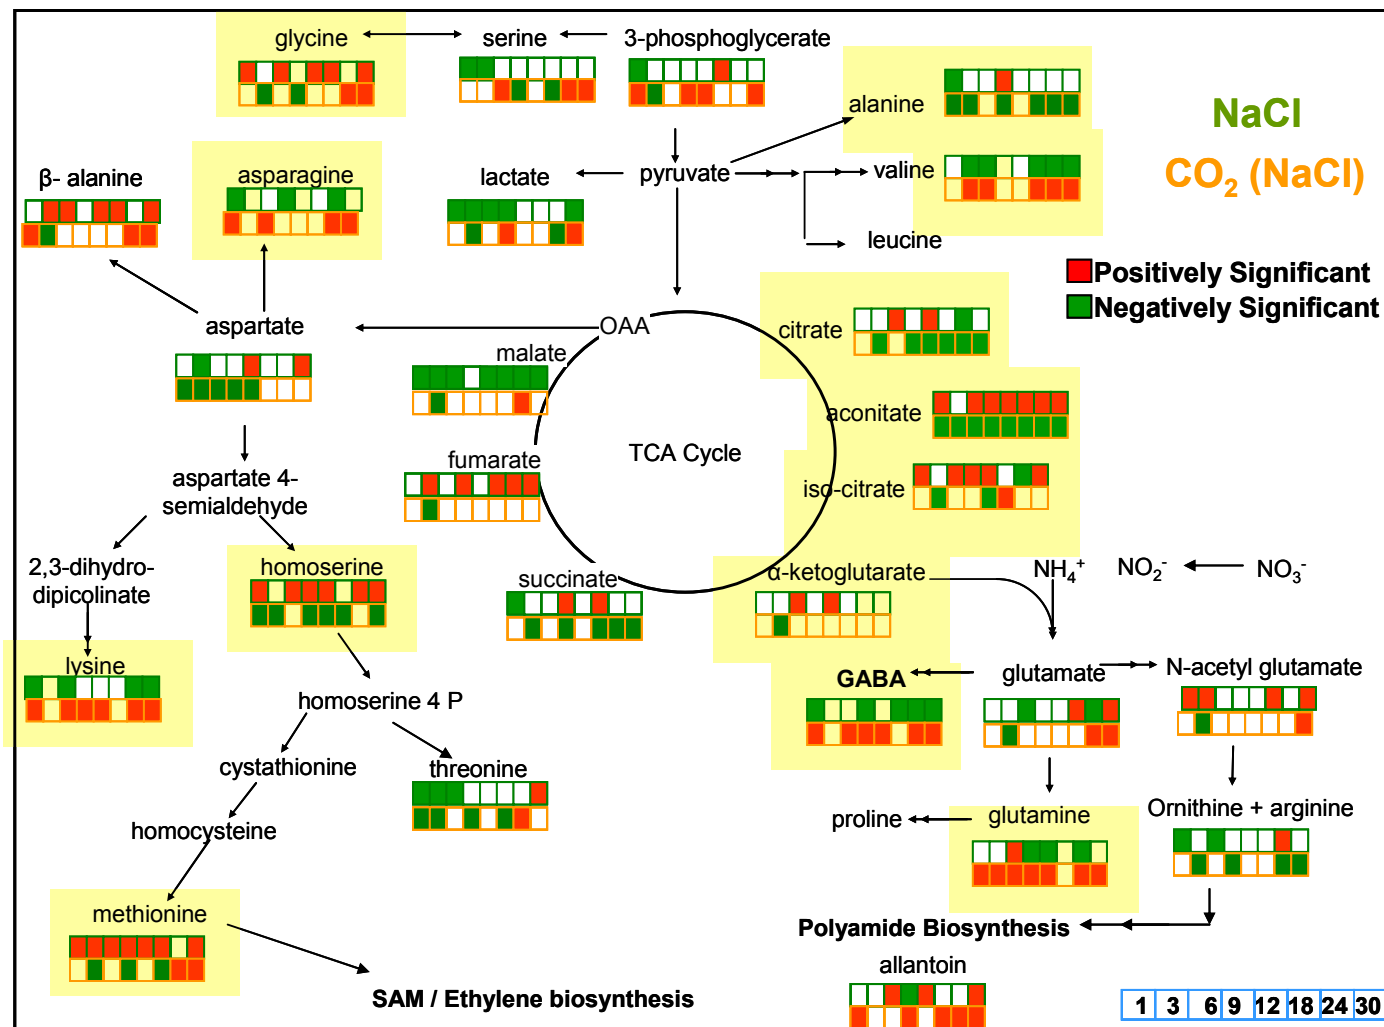 glycine
serine
3-phosphoglycerate
alanine
NaCl
CO₂ (NaCl)
β- alanine
asparagine
lactate
pyruvate
valine
leucine
Positively Significant
Negatively Significant
aspartate
OAA
malate
citrate
aconitate
TCA Cycle
fumarate
iso-citrate
aspartate 4-
semialdehyde
2,3-dihydro-
dipicolinate
homoserine
succinate
α-ketoglutarate
NH₄⁺
NO₂⁻
NO₃⁻
lysine
GABA
glutamate
N-acetyl glutamate
homoserine 4 P
cystathionine
threonine
homocysteine
proline
glutamine
Ornithine + arginine
methionine
Polyamide Biosynthesis
allantoin
SAM / Ethylene biosynthesis
1 3 6 9 12 18 24 30